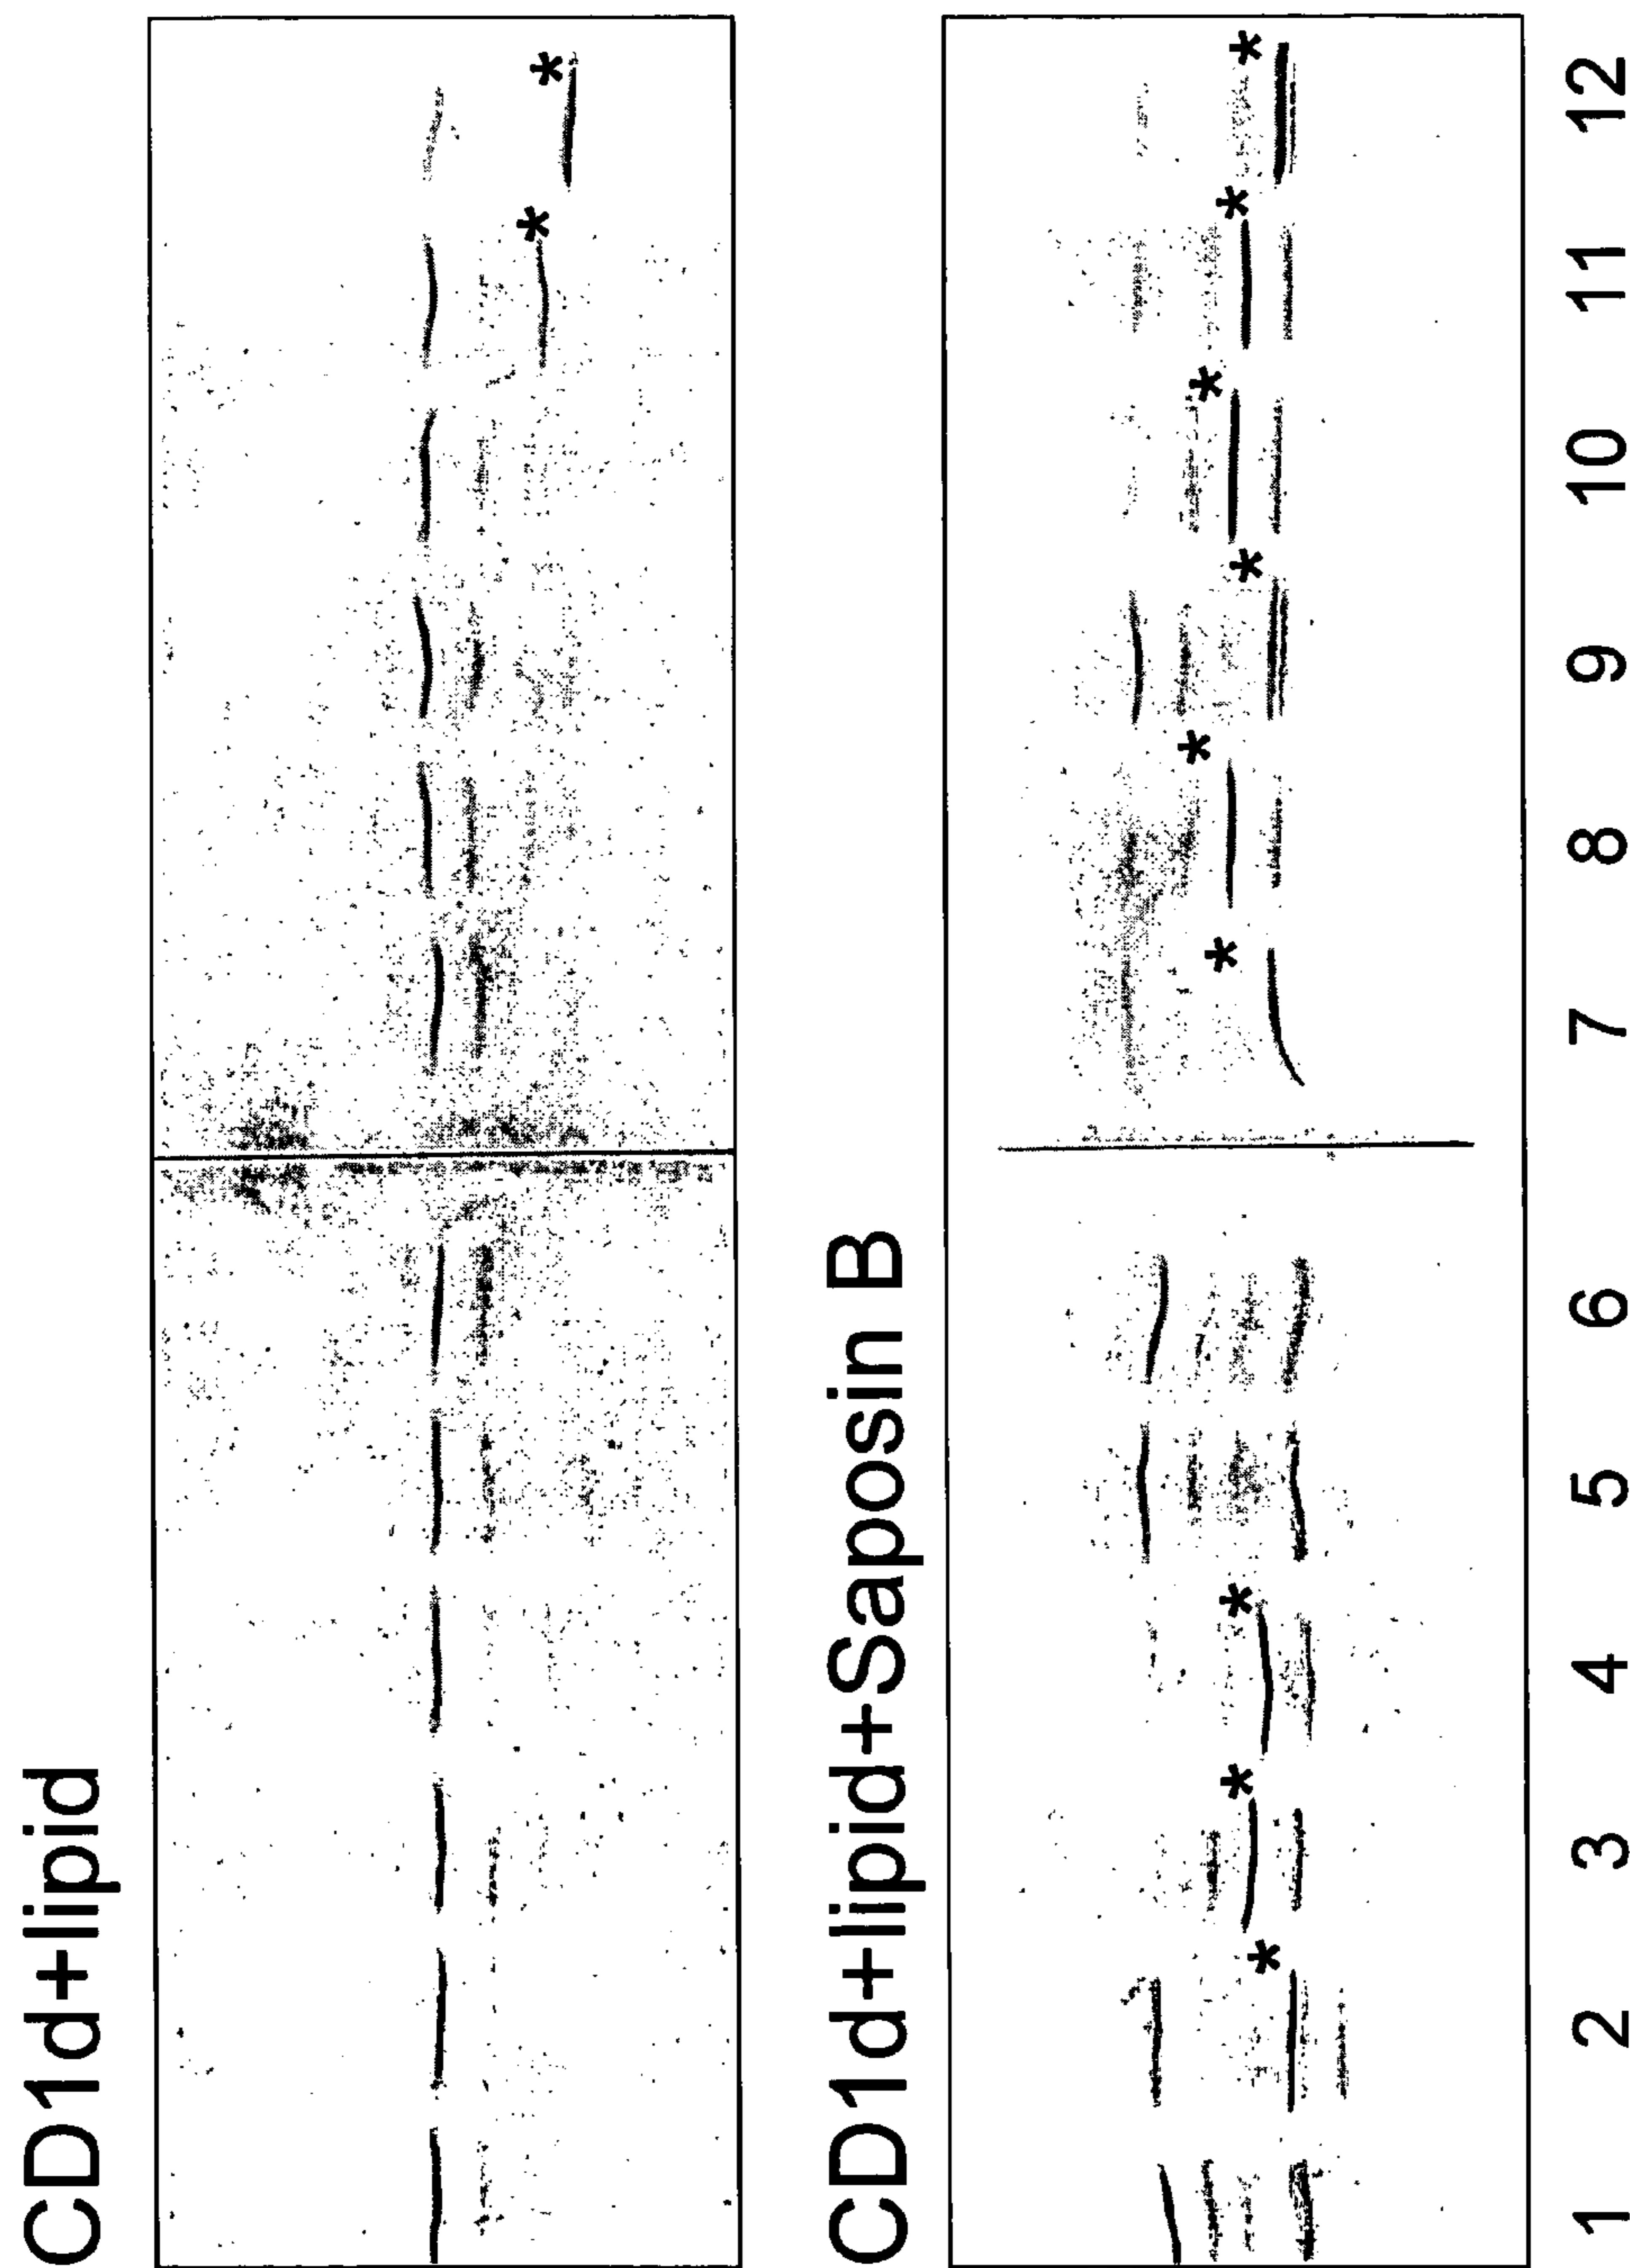 CD1d+lipid
* *
CD1d+lipid+Saposin B
* * * * * * * * *
1 2 3 4 5 6 7 8 9 10 11 12